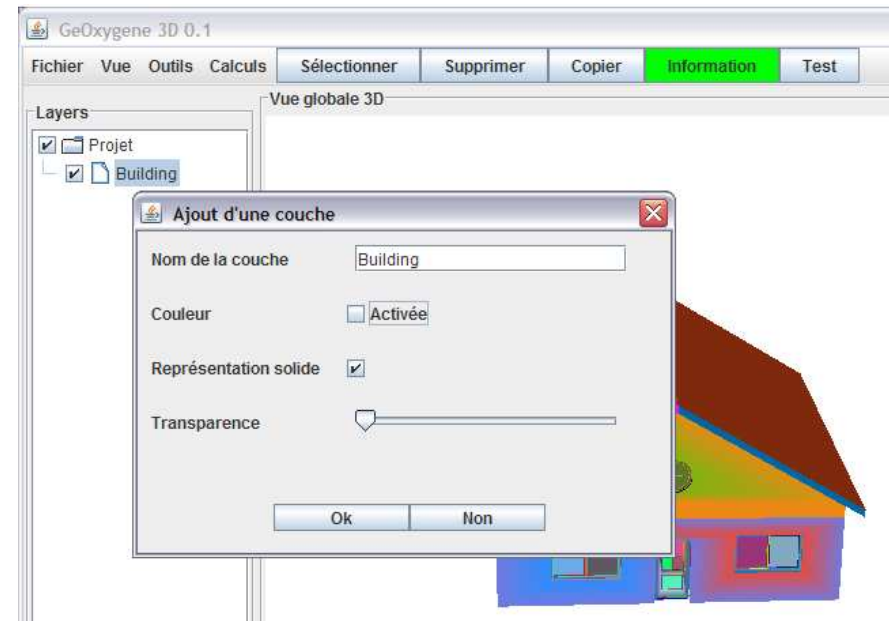 GeOxygene 3D 0.1
Fichier Vue Outils Calculs Sélectionner Supprimer Copier Information Test
Layers
Vue globale 3D
Projet
Building
Ajout d'une couche
Nom de la couche Building
Couleur Activée
Représentation solide
Transparence
Ok Non